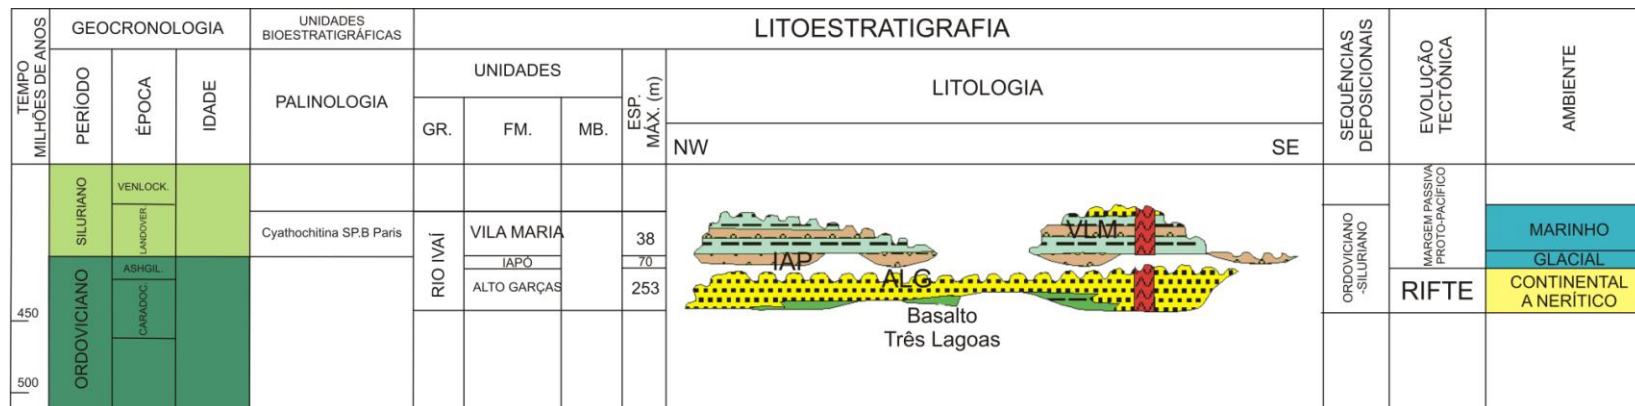 TEMPO
MILHÕES DE ANOS
GEOCRONOLOGIA
PERÍODO
ÉPOCA
IDADE
UNIDADES
BIOESTRATIGRÁFICAS
PALINOLOGIA
LITOESTRATIGRAFIA
UNIDADES
GR.
FM.
MB.
ESP.
MÁX. (m)
LITOLOGIA
NW
SE
SEQUÊNCIAS
DEPOSICIONAIS
EVOLUÇÃO
TECTÔNICA
AMBIENTE
450
500
SILURIANO
VENLOCK.
LANDOVER.
ORDOVICIANO
ASHGIL.
CARADOC.
Cyathochitina SP.B Paris
RIO IVAÍ
VILA MARIA
38
IAPÓ
70
ALTO GARÇAS
253
VLM
IAP
ALG
Basalto
Três Lagoas
ORDOVICIANO
-SILURIANO
MARGEM PASSIVA
PROTO-PACÍFICO
RIFTE
MARINHO
GLACIAL
CONTINENTAL
A NERÍTICO